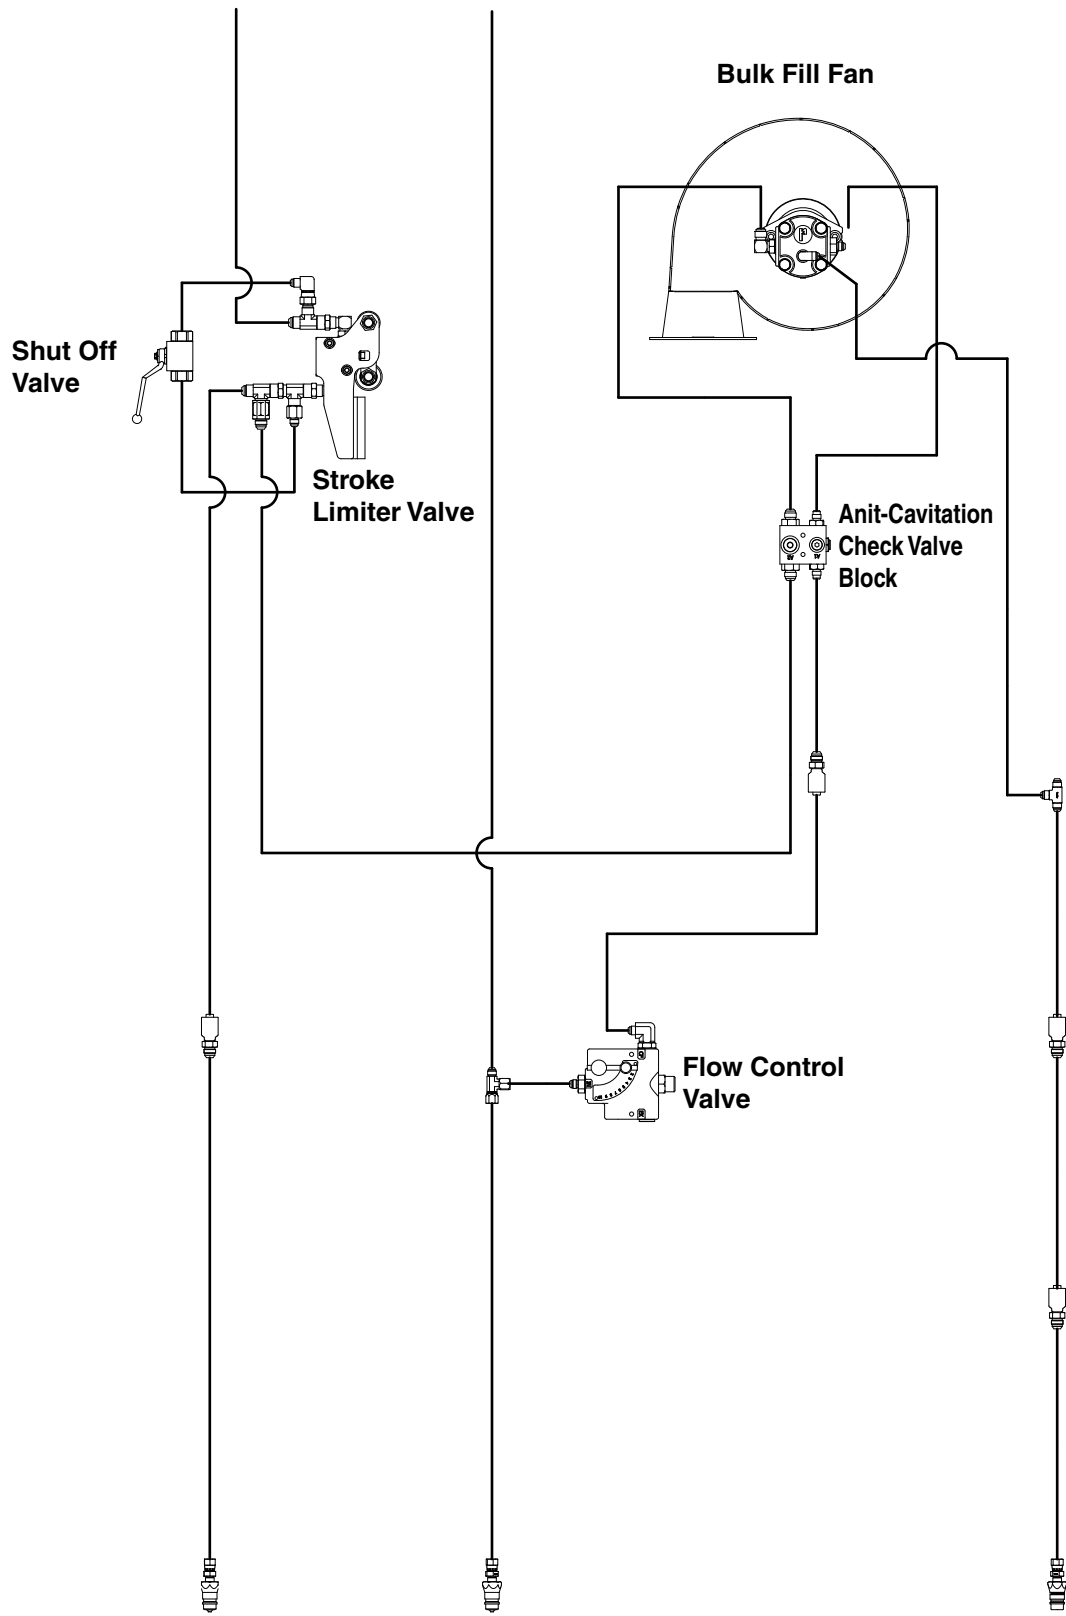 Bulk Fill Fan
Shut Off
Valve
Stroke
Limiter Valve
Anit-Cavitation
Check Valve
Block
Flow Control
Valve